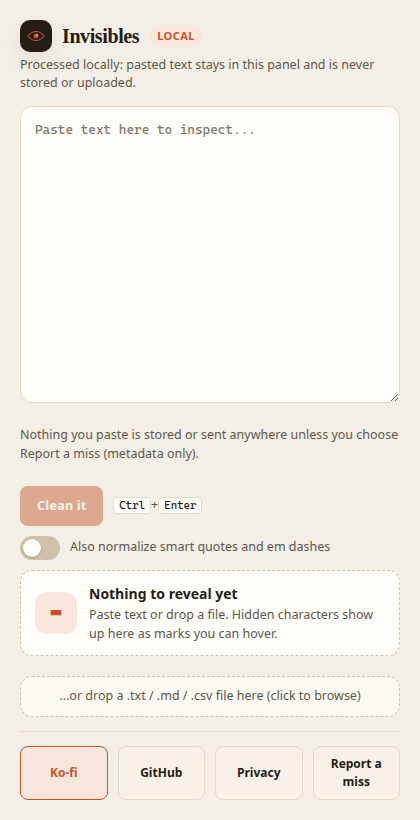 Invisibles LOCAL
Processed locally: pasted text stays in this panel and is never
stored or uploaded.
Paste text here to inspect...
Nothing you paste is stored or sent anywhere unless you choose
Report a miss (metadata only).
Clean it Ctrl+Enter
Also normalize smart quotes and em dashes
Nothing to reveal yet
Paste text or drop a file. Hidden characters show
up here as marks you can hover.
...or drop a .txt / .md / .csv file here (click to browse)
Ko-fi GitHub Privacy Report a
miss